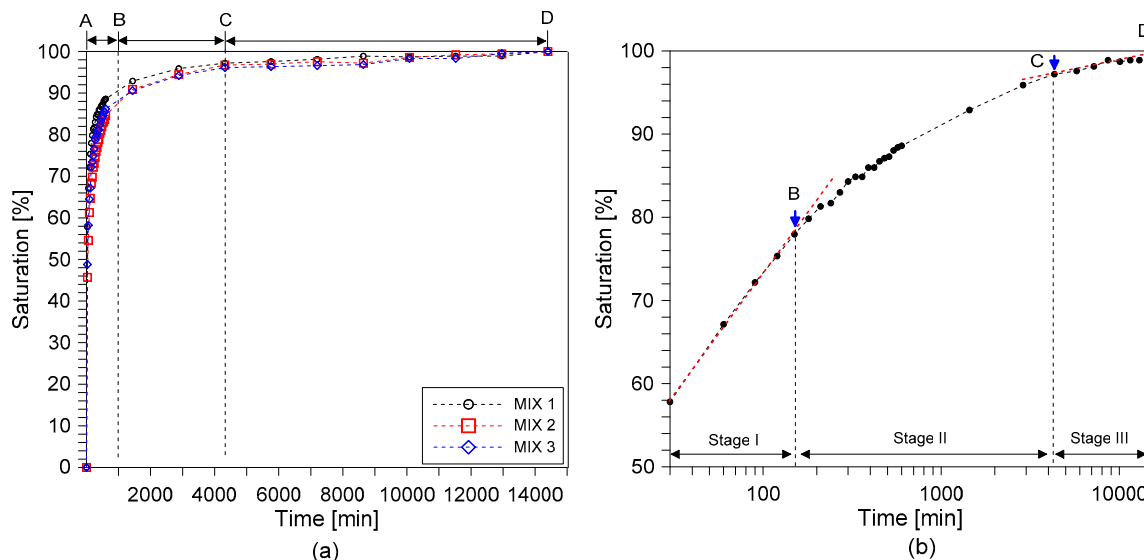 A B C D
100
90
80
70
60
50
40
30
20
10
0
Saturation [%]
2000 4000 6000 8000 10000 12000 14000
Time [min]
MIX 1
MIX 2
MIX 3
(a)
D
100
90
80
70
60
50
Saturation [%]
B
C
Stage I Stage II Stage III
100 1000 10000
Time [min]
(b)